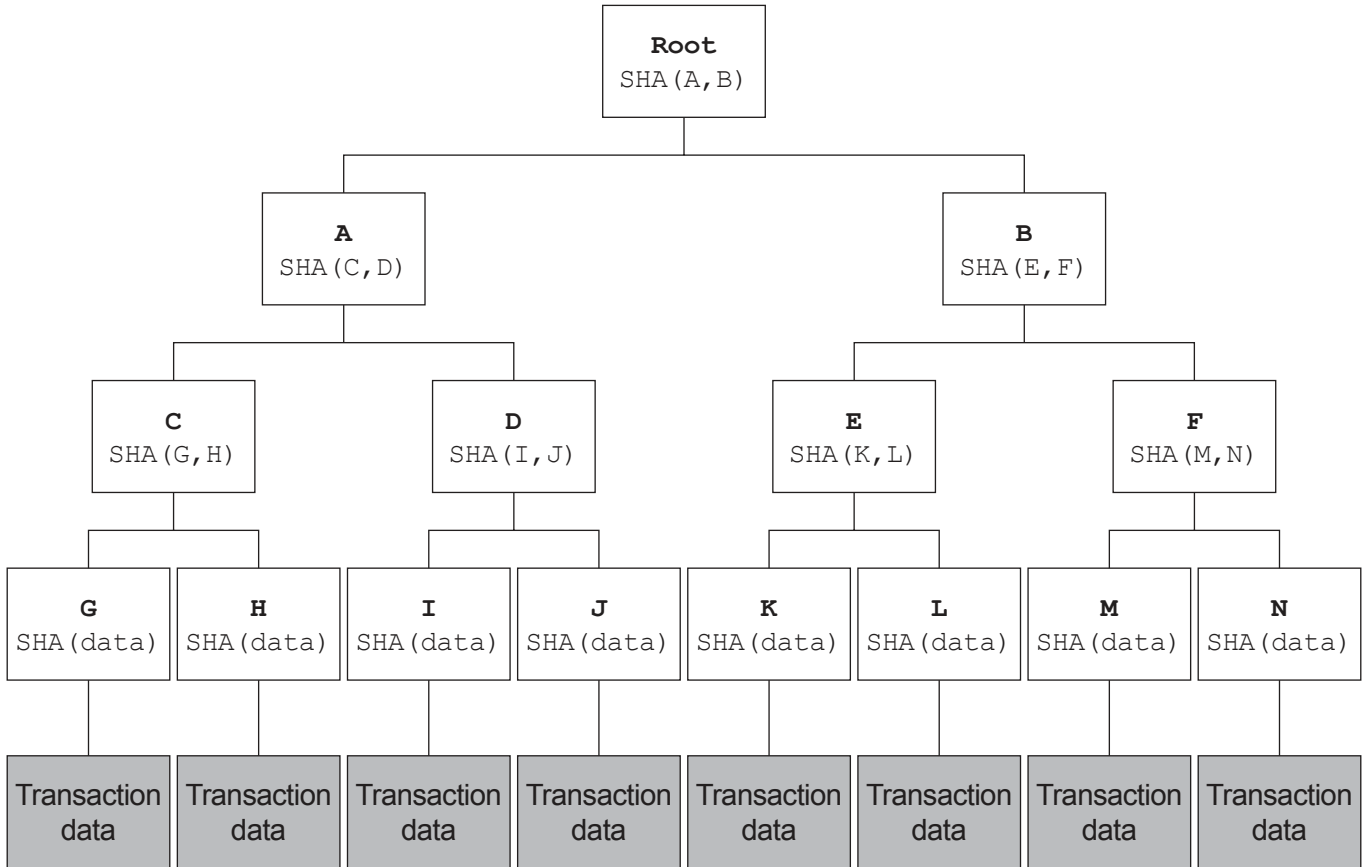 Root
SHA(A,B)
A
SHA(C,D)
B
SHA(E,F)
C
SHA(G,H)
D
SHA(I,J)
E
SHA(K,L)
F
SHA(M,N)
G
SHA(data)
H
SHA(data)
I
SHA(data)
J
SHA(data)
K
SHA(data)
L
SHA(data)
M
SHA(data)
N
SHA(data)
Transaction
data
Transaction
data
Transaction
data
Transaction
data
Transaction
data
Transaction
data
Transaction
data
Transaction
data